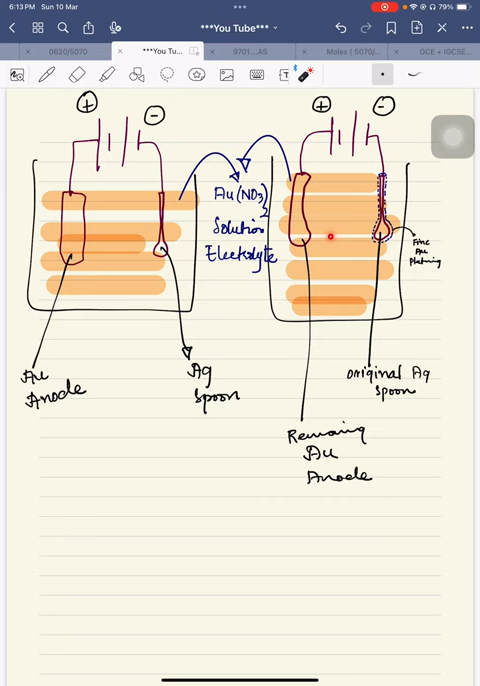 6:13 PM Sun 10 Mar
79%
***You Tube***
0620/5070
***You Tu...
9701....AS
Moles ( 5070/...
GCE + IGCSE...
+
-
+
-
Au(NO3)2
Solution
Electrolyte
Fine
Au
Plating
Au
Anode
Ag
Spoon
original Ag
Spoon
Remaing
Au
Anode